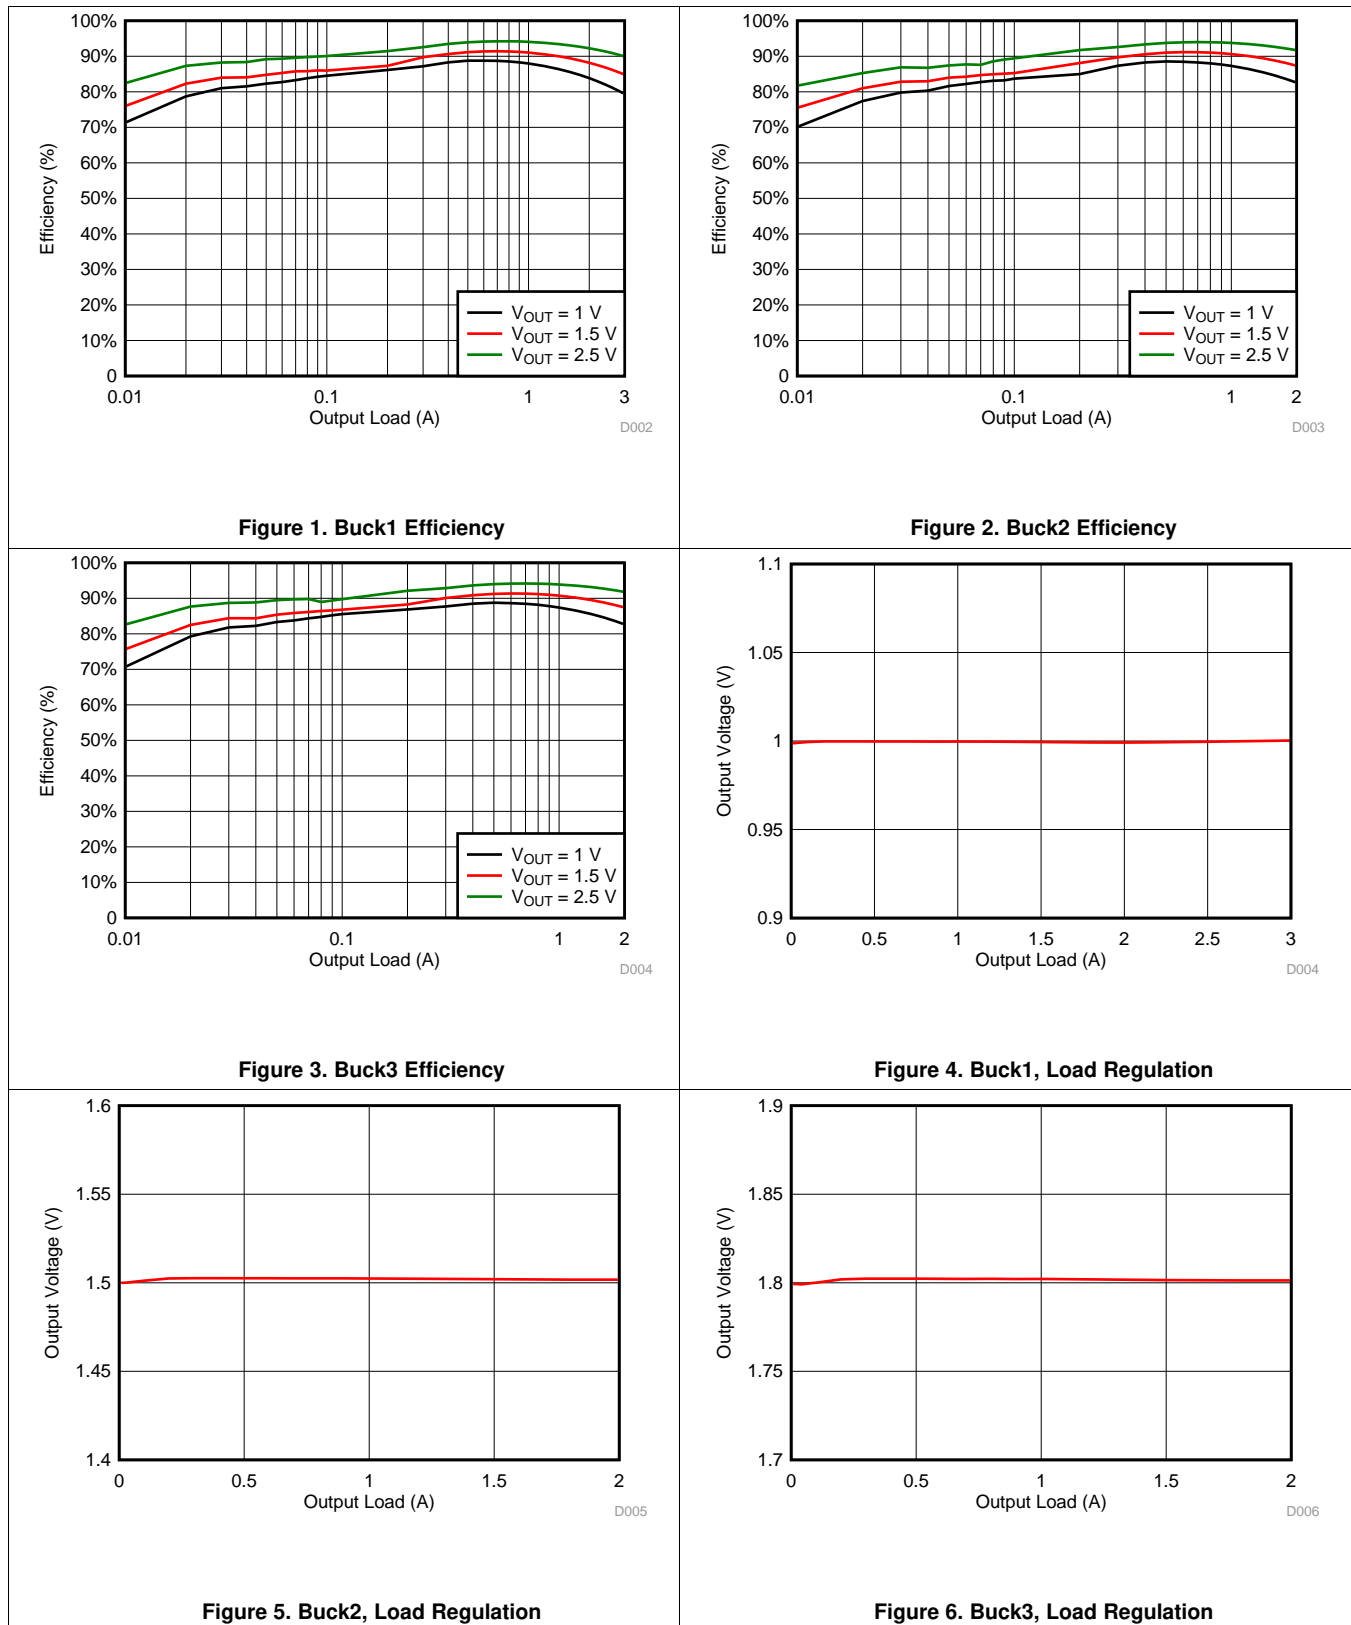 100%
90%
80%
70%
60%
50%
40%
30%
20%
10%
0
Efficiency (%)
VOUT = 1 V
VOUT = 1.5 V
VOUT = 2.5 V
0.01 0.1 1 3
Output Load (A)
D002
Figure 1. Buck1 Efficiency
100%
90%
80%
70%
60%
50%
40%
30%
20%
10%
0
Efficiency (%)
VOUT = 1 V
VOUT = 1.5 V
VOUT = 2.5 V
0.01 0.1 1 2
Output Load (A)
D003
Figure 2. Buck2 Efficiency
100%
90%
80%
70%
60%
50%
40%
30%
20%
10%
0
Efficiency (%)
VOUT = 1 V
VOUT = 1.5 V
VOUT = 2.5 V
0.01 0.1 1 2
Output Load (A)
D004
Figure 3. Buck3 Efficiency
1.1
1.05
1
0.95
0.9
Output Voltage (V)
0 0.5 1 1.5 2 2.5 3
Output Load (A)
D004
Figure 4. Buck1, Load Regulation
1.6
1.55
1.5
1.45
1.4
Output Voltage (V)
0 0.5 1 1.5 2
Output Load (A)
D005
Figure 5. Buck2, Load Regulation
1.9
1.85
1.8
1.75
1.7
Output Voltage (V)
0 0.5 1 1.5 2
Output Load (A)
D006
Figure 6. Buck3, Load Regulation